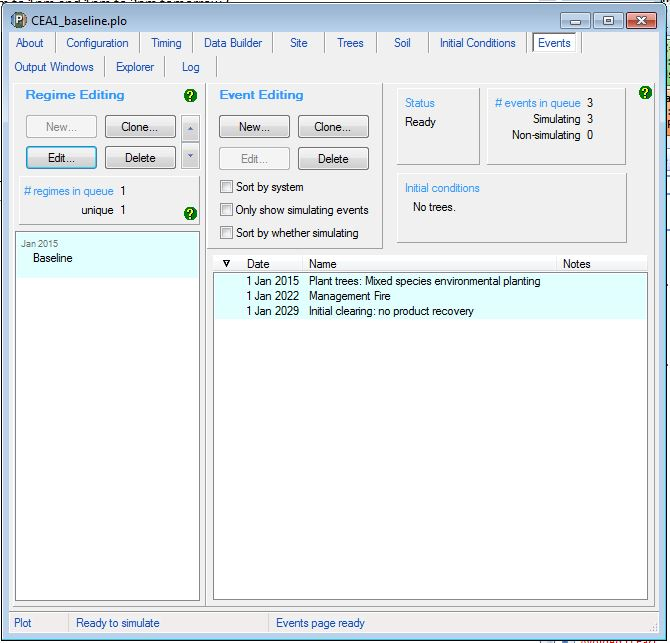 CEA1_baseline.plo
About Configuration Timing Data Builder Site Trees Soil Initial Conditions Events
Output Windows Explorer Log
Regime Editing
New... Clone...
Edit... Delete
# regimes in queue 1
unique 1
Jan 2015
Baseline
Event Editing
New... Clone...
Edit... Delete
Sort by system
Only show simulating events
Sort by whether simulating
Status
Ready
# events in queue 3
Simulating 3
Non-simulating 0
Initial conditions
No trees.
Date Name Notes
1 Jan 2015 Plant trees: Mixed species environmental planting
1 Jan 2022 Management Fire
1 Jan 2029 Initial clearing: no product recovery
Plot Ready to simulate Events page ready